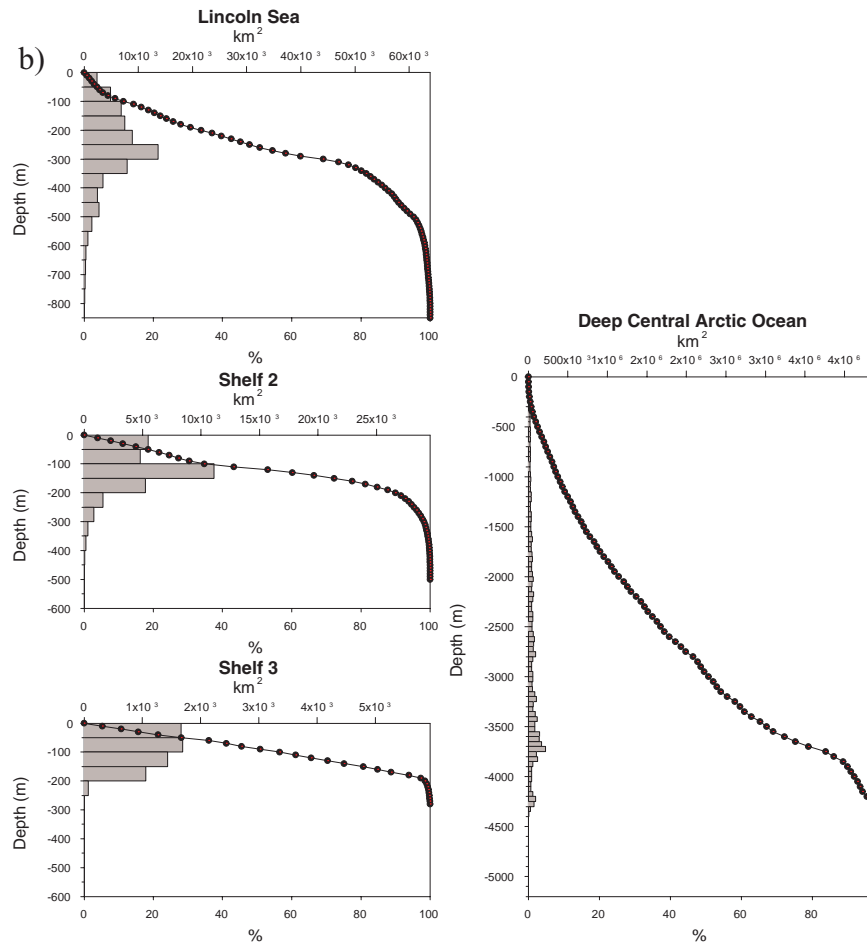 b)
Lincoln Sea
km²
0 10x10³ 20x10³ 30x10³ 40x10³ 50x10³ 60x10³
Depth (m)
0
-100
-200
-300
-400
-500
-600
-700
-800
0 20 40 60 80 100
%
Shelf 2
km²
0 5x10³ 10x10³ 15x10³ 20x10³ 25x10³
Depth (m)
0
-100
-200
-300
-400
-500
-600
0 20 40 60 80 100
%
Shelf 3
km²
0 1x10³ 2x10³ 3x10³ 4x10³ 5x10³
Depth (m)
0
-100
-200
-300
-400
-500
-600
0 20 40 60 80 100
%
Deep Central Arctic Ocean
km²
0 500x10³ 1x10⁶ 2x10⁶ 2x10⁶ 3x10⁶ 3x10⁶ 4x10⁶ 4x10⁶
Depth (m)
0
-500
-1000
-1500
-2000
-2500
-3000
-3500
-4000
-4500
-5000
0 20 40 60 80
%